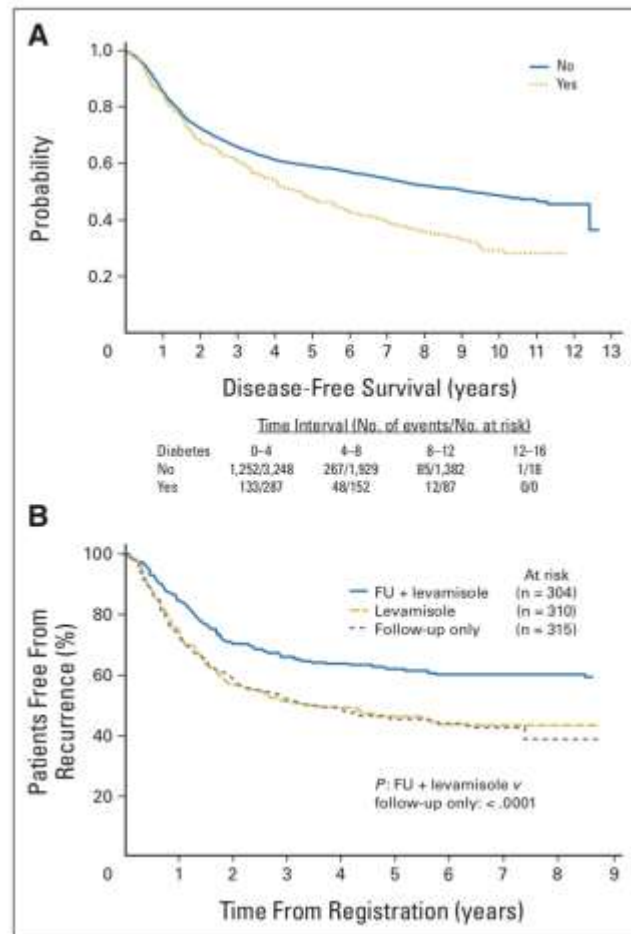 A
1.0
No
Yes
0.8
0.6
0.4
0.2
Probability
0 1 2 3 4 5 6 7 8 9 10 11 12 13
Disease-Free Survival (years)
Time Interval (No. of events/No. at risk)
Diabetes 0–4 4–8 8–12 12–16
No 1,252/3,248 267/1,929 85/1,382 1/18
Yes 133/287 48/152 12/87 0/0
B
100
At risk
FU + levamisole (n = 304)
Levamisole (n = 310)
Follow-up only (n = 315)
80
60
40
20
Patients Free From
Recurrence (%)
P: FU + levamisole v
follow-up only: < .0001
0 1 2 3 4 5 6 7 8 9
Time From Registration (years)